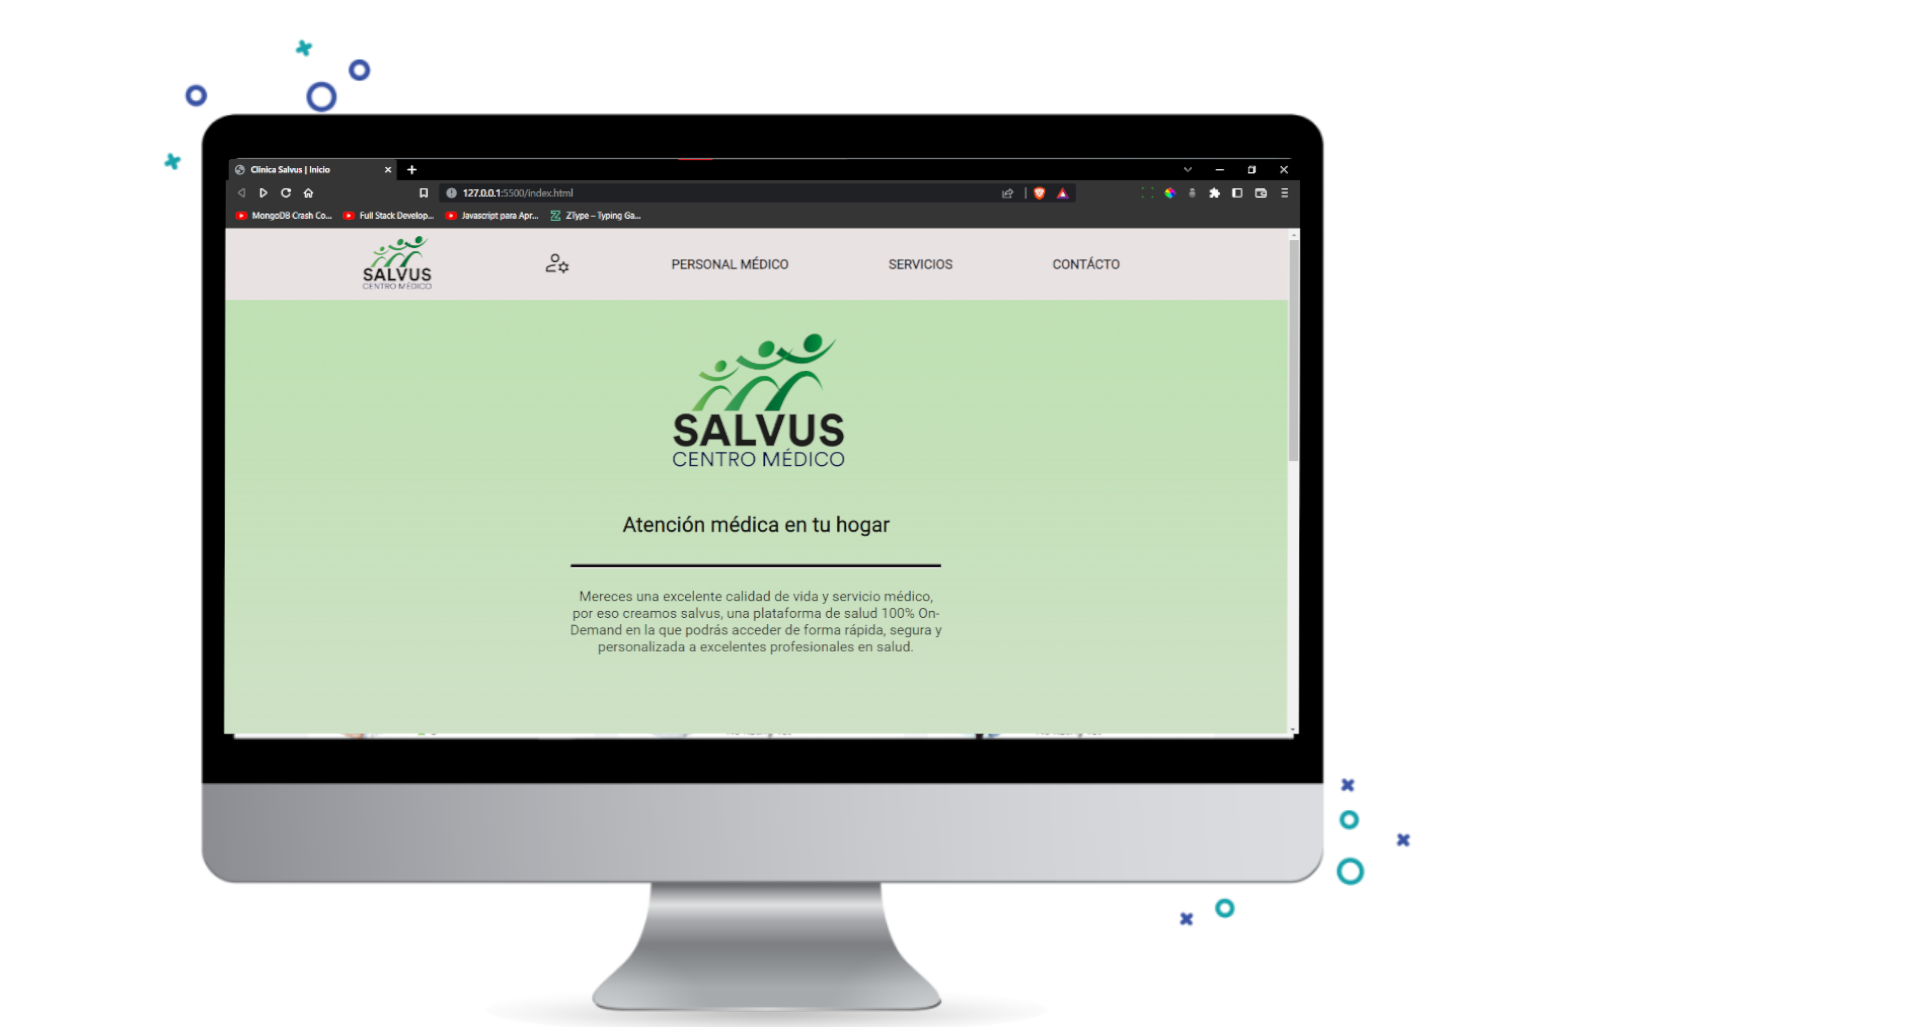 Clinica Salvus | Inicio
127.0.0.1:5500/index.html
MongoDB Crash Co... Full Stack Develop... Javascript para Apr... ZType – Typing Ga...
SALVUS
CENTRO MÉDICO
PERSONAL MÉDICO SERVICIOS CONTÁCTO
SALVUS
CENTRO MÉDICO
Atención médica en tu hogar
Mereces una excelente calidad de vida y servicio médico,
por eso creamos salvus, una plataforma de salud 100% On-
Demand en la que podrás acceder de forma rápida, segura y
personalizada a excelentes profesionales en salud.